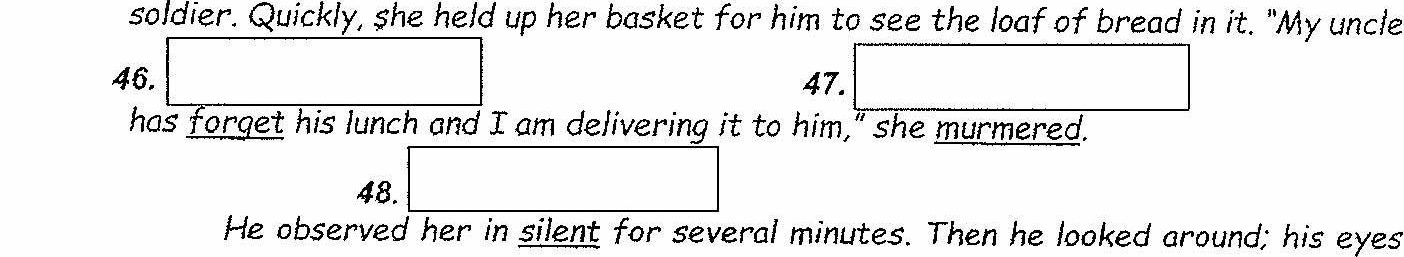 soldier. Quickly, she held up her basket for him to see the loaf of bread in it. "My uncle
46. 47.
has forget his lunch and I am delivering it to him," she murmered.
48.
He observed her in silent for several minutes. Then he looked around; his eyes